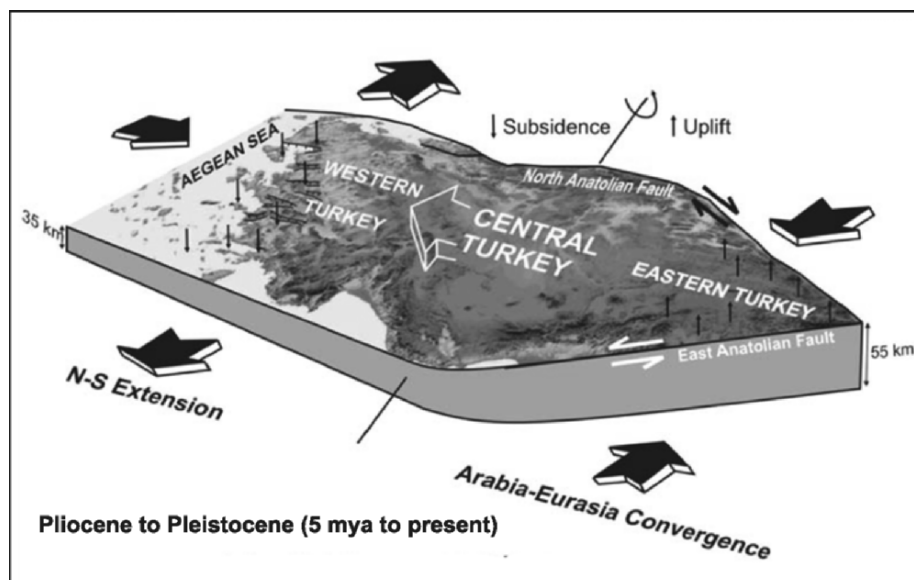 ↓ Subsidence
↑ Uplift
AEGEAN SEA
WESTERN
TURKEY
North Anatolian Fault
CENTRAL
TURKEY
EASTERN TURKEY
35 km
East Anatolian Fault
55 km
N-S Extension
Arabia-Eurasia Convergence
Pliocene to Pleistocene (5 mya to present)